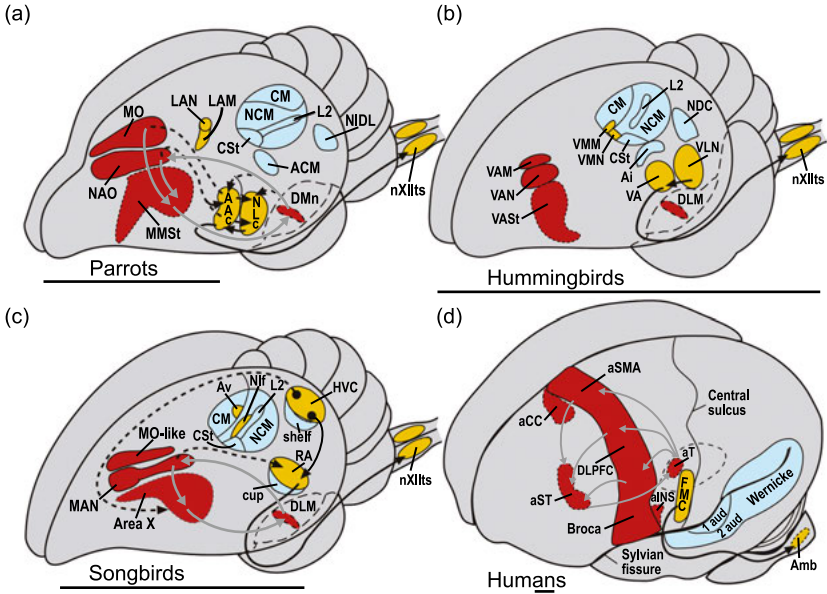 (a)
MO
LAN
LAM
CM
NCM
L2
NIDL
CSt
ACM
NAO
MMSt
A
A
c
N
L
c
DMn
nXIIts
Parrots
(b)
CM
L2
NCM
NDC
VMM
VMN
CSt
VLN
Ai
VAM
VAN
VA
DLM
VASt
nXIIts
Hummingbirds
(c)
Av
NIf
L2
HVC
CM
NCM
CSt
shelf
MO-like
RA
cup
MAN
Area X
DLM
nXIIts
Songbirds
(d)
aSMA
Central
sulcus
aCC
aT
DLPFC
F
M
C
aST
aINS
Wernicke
1 aud
2 aud
Broca
Sylvian
fissure
Amb
Humans